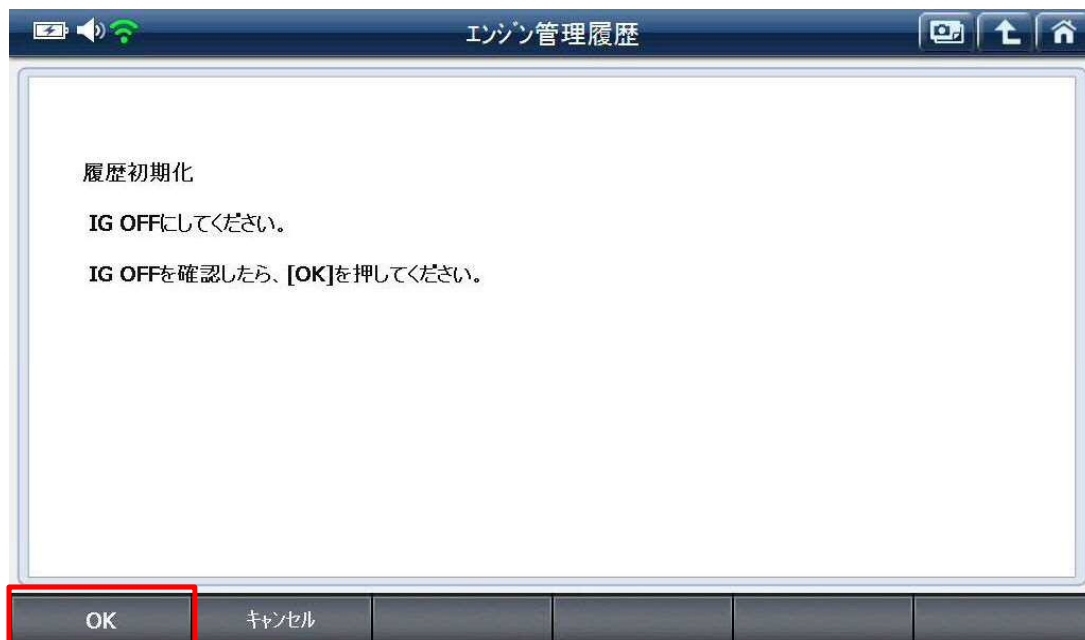 エンジン管理履歴
履歴初期化
IG OFFにしてください。
IG OFFを確認したら、[OK]を押してください。
OK キャンセル